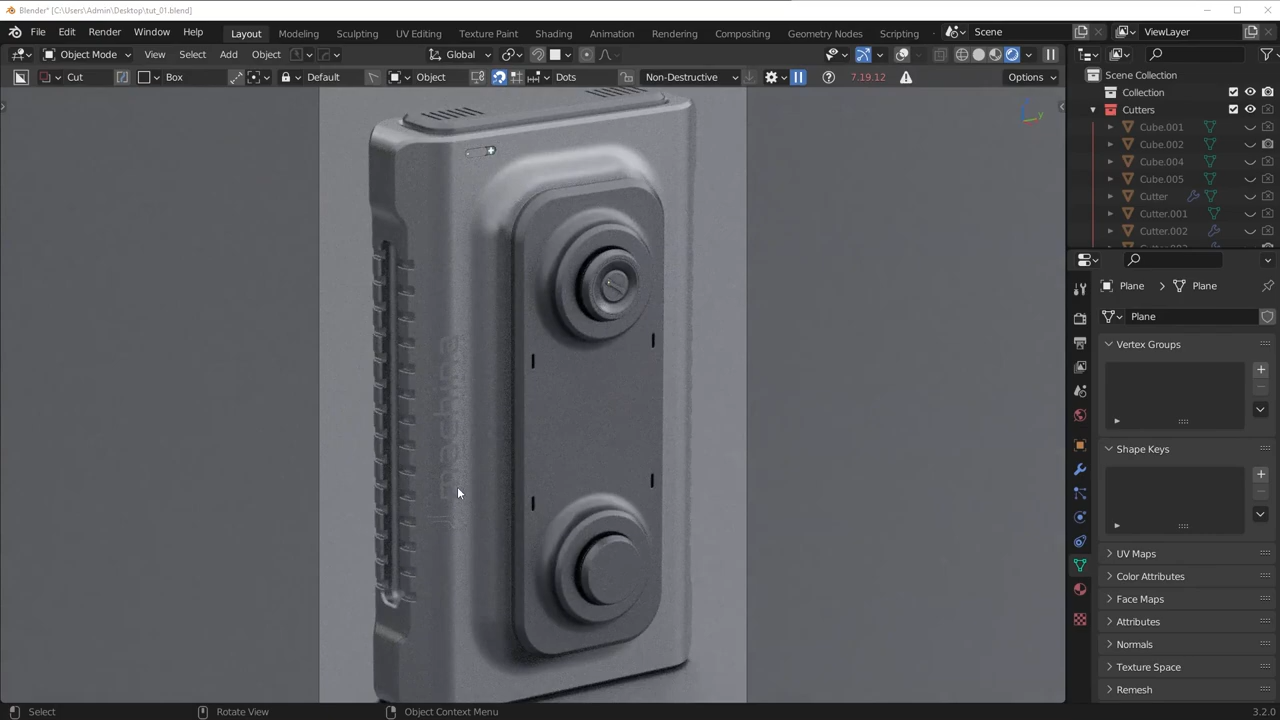 Blender* [C:\Users\Admin\Desktop\tut_01.blend]
File Edit Render Window Help Layout Modeling Sculpting UV Editing Texture Paint Shading Animation Rendering Compositing Geometry Nodes Scripting Scene ViewLayer
Object Mode View Select Add Object Global
Cut Box Default Object Dots Non-Destructive 7.19.12 Options
Scene Collection
Collection
Cutters
Cube.001
Cube.002
Cube.004
Cube.005
Cutter
Cutter.001
Cutter.002
Plane Plane
Plane
Vertex Groups
Shape Keys
UV Maps
Color Attributes
Face Maps
Attributes
Normals
Texture Space
Remesh
machina
Select Rotate View Object Context Menu 3.2.0